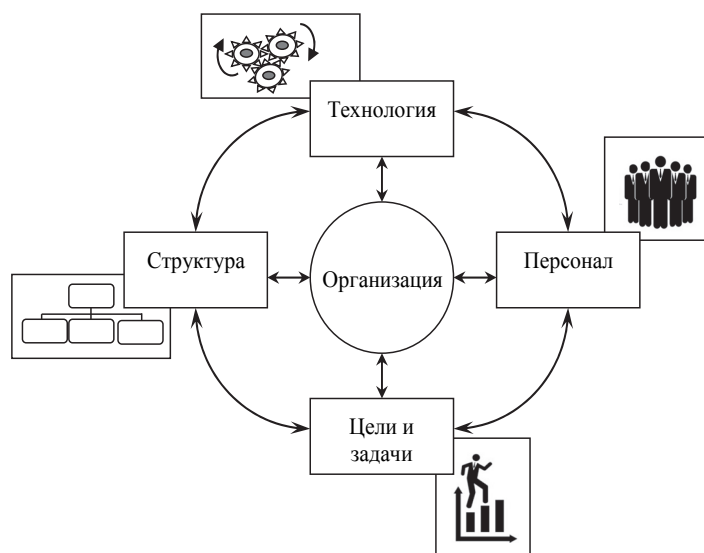 Технология
Структура
Организация
Персонал
Цели и
задачи